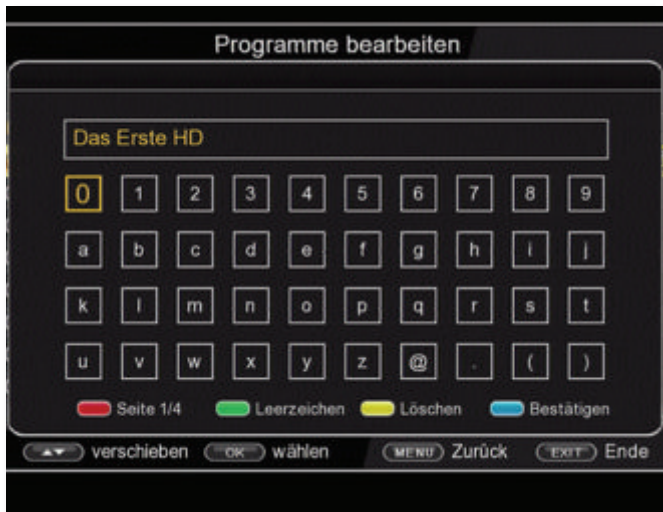 Programme bearbeiten
Das Erste HD
0 1 2 3 4 5 6 7 8 9
a b c d e f g h i j
k l m n o p q r s t
u v w x y z @ . ( )
Seite 1/4 Leerzeichen Löschen Bestätigen
verschieben OK wählen MENU Zurück EXIT Ende